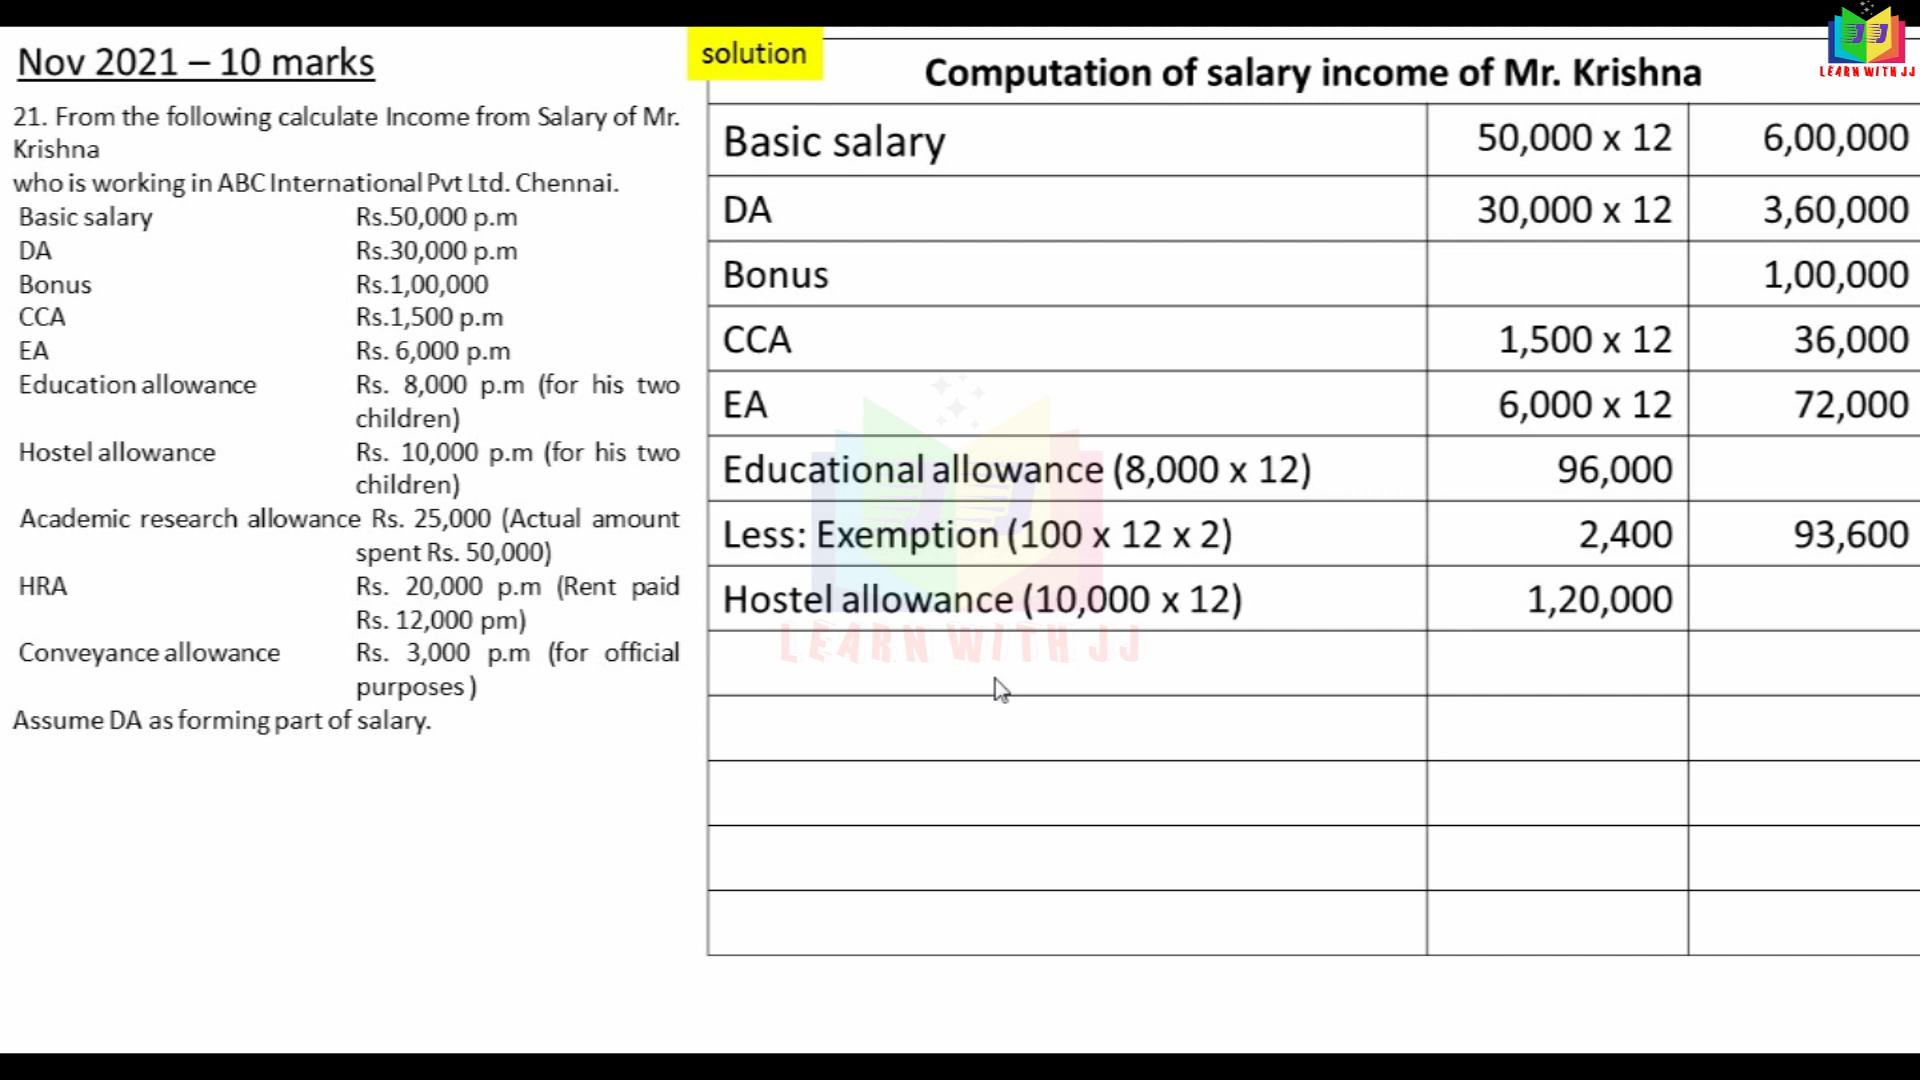 Nov 2021 – 10 marks
21. From the following calculate Income from Salary of Mr.
Krishna
who is working in ABC International Pvt Ltd. Chennai.
Basic salary Rs.50,000 p.m
DA Rs.30,000 p.m
Bonus Rs.1,00,000
CCA Rs.1,500 p.m
EA Rs. 6,000 p.m
Education allowance Rs. 8,000 p.m (for his two
children)
Hostel allowance Rs. 10,000 p.m (for his two
children)
Academic research allowance Rs. 25,000 (Actual amount
spent Rs. 50,000)
HRA Rs. 20,000 p.m (Rent paid
Rs. 12,000 pm)
Conveyance allowance Rs. 3,000 p.m (for official
purposes )
Assume DA as forming part of salary.
solution
Computation of salary income of Mr. Krishna
Basic salary 50,000 x 12 6,00,000
DA 30,000 x 12 3,60,000
Bonus 1,00,000
CCA 1,500 x 12 36,000
EA 6,000 x 12 72,000
Educational allowance (8,000 x 12) 96,000
Less: Exemption (100 x 12 x 2) 2,400 93,600
Hostel allowance (10,000 x 12) 1,20,000
LEARN WITH JJ
JJ
LEARN WITH JJ